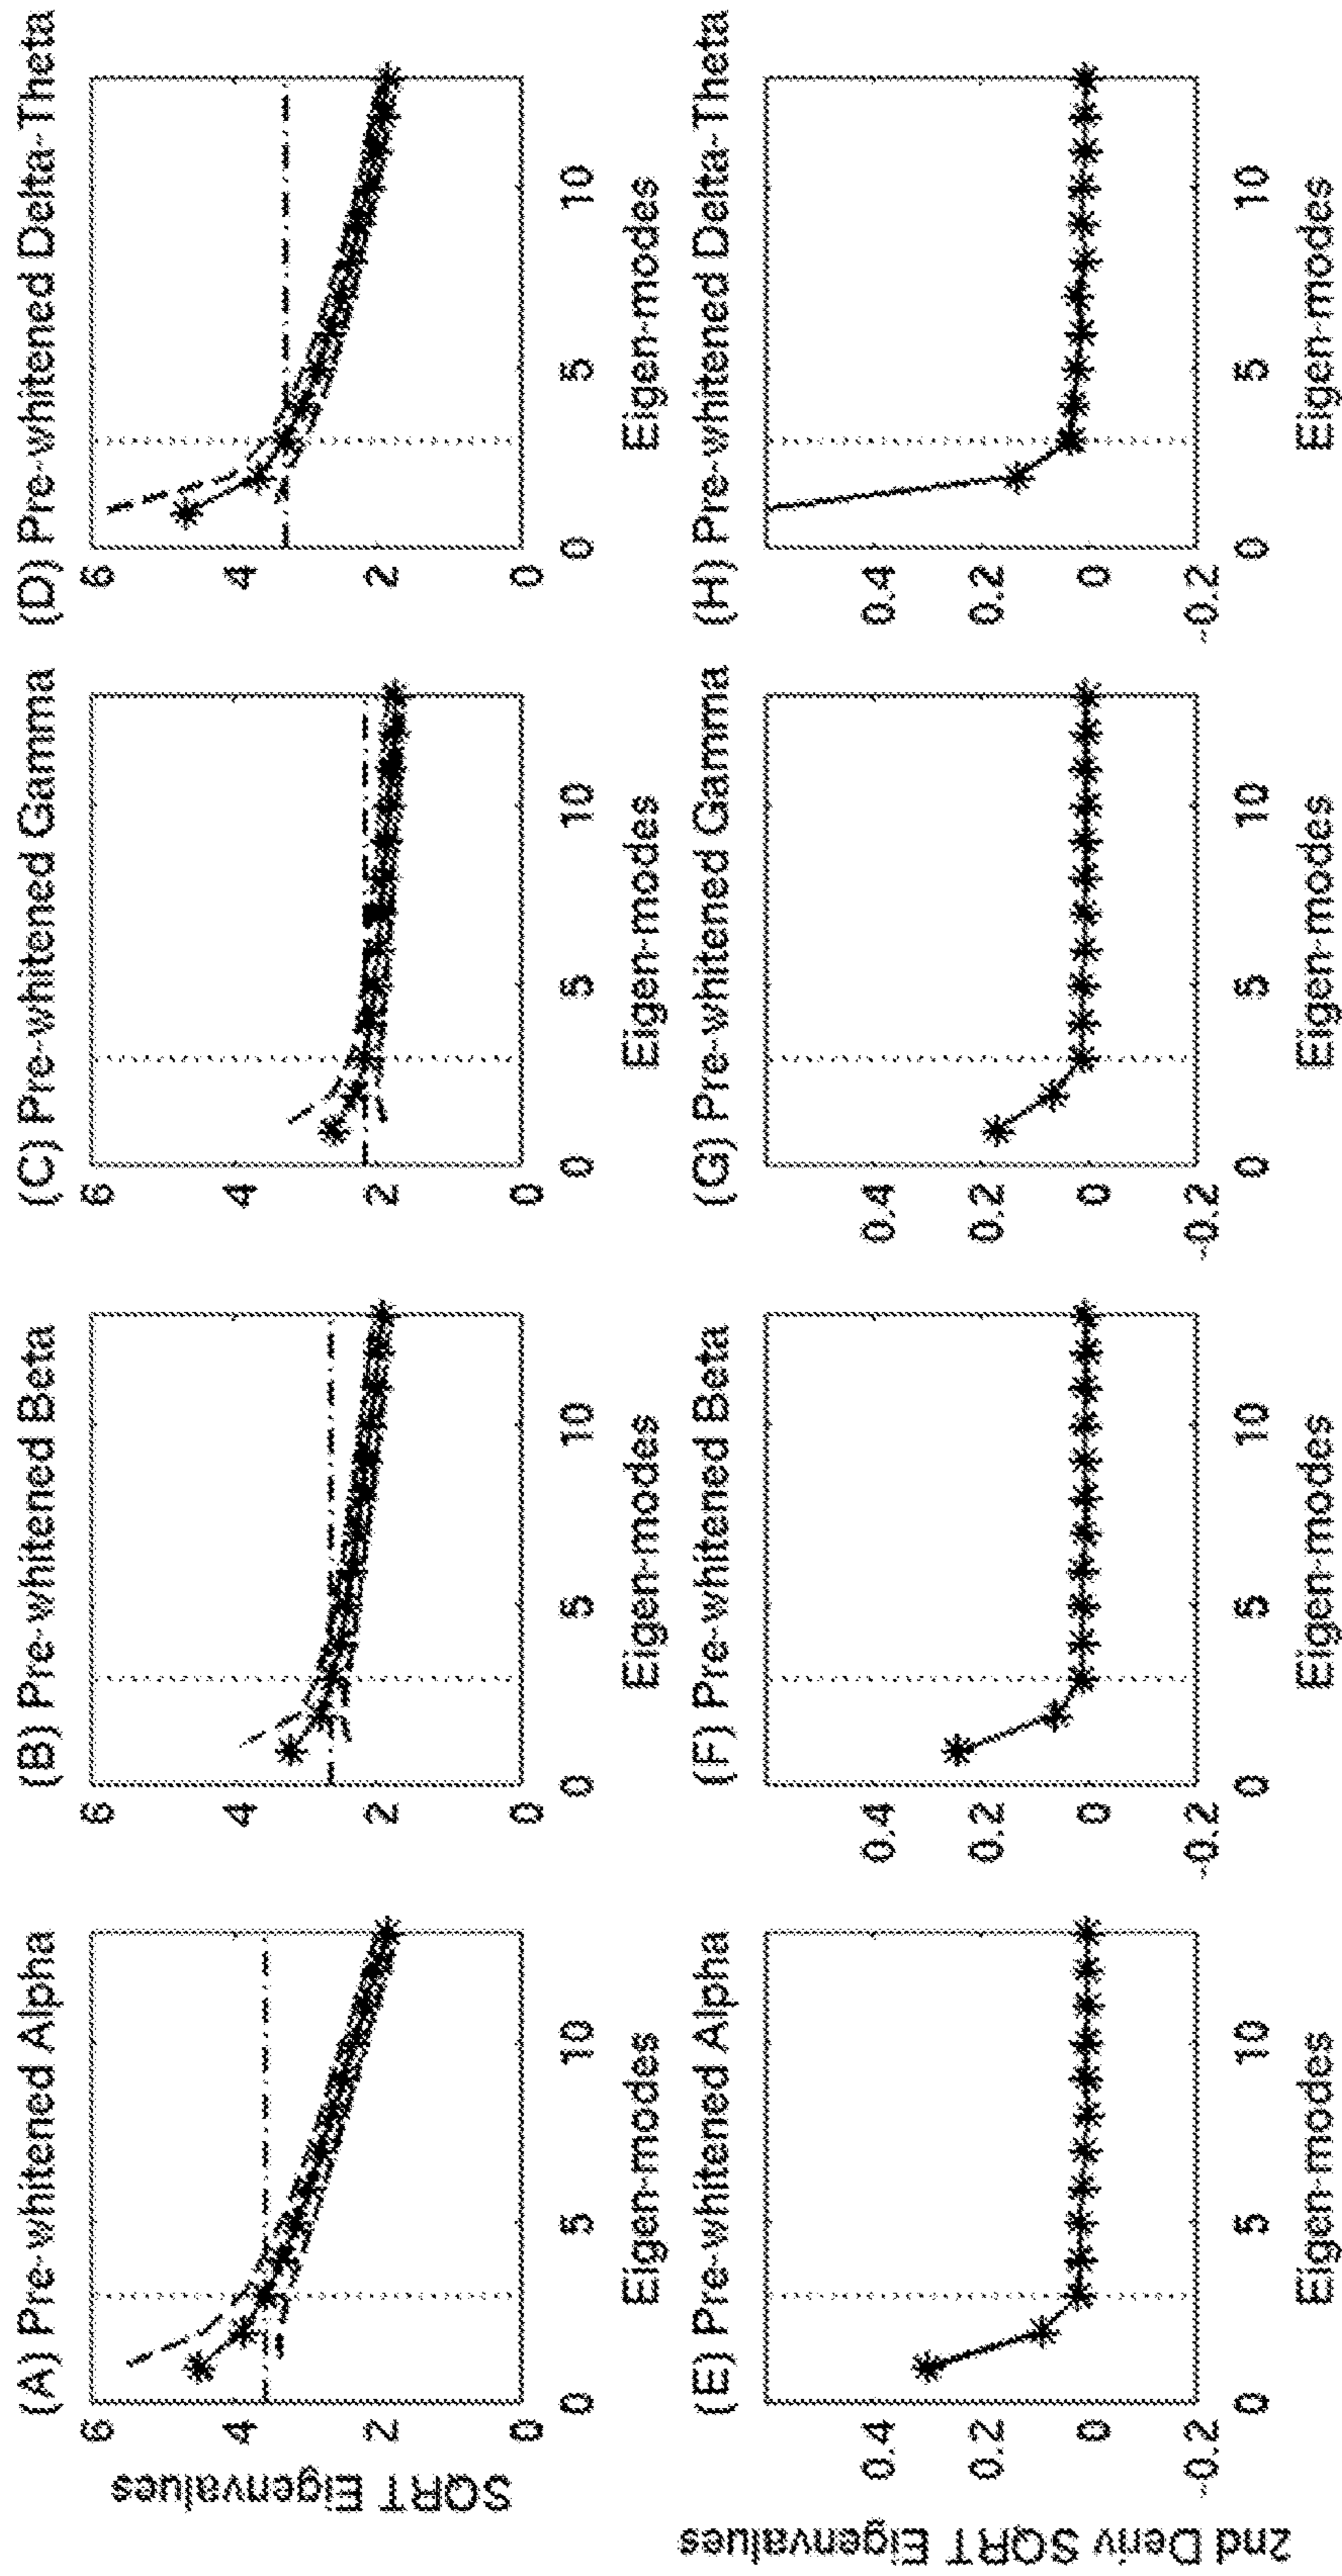 (A) Pre-whitened Alpha
SQRT Eigenvalues
6
4
2
0
0 5 10
Eigen-modes
(B) Pre-whitened Beta
6
4
2
0
0 5 10
Eigen-modes
(C) Pre-whitened Gamma
6
4
2
0
0 5 10
Eigen-modes
(D) Pre-whitened Delta-Theta
6
4
2
0
0 5 10
Eigen-modes
(E) Pre-whitened Alpha
2nd Deriv SQRT Eigenvalues
0.4
0.2
0
-0.2
0 5 10
Eigen-modes
(F) Pre-whitened Beta
0.4
0.2
0
-0.2
0 5 10
Eigen-modes
(G) Pre-whitened Gamma
0.4
0.2
0
-0.2
0 5 10
Eigen-modes
(H) Pre-whitened Delta-Theta
0.4
0.2
0
-0.2
0 5 10
Eigen-modes